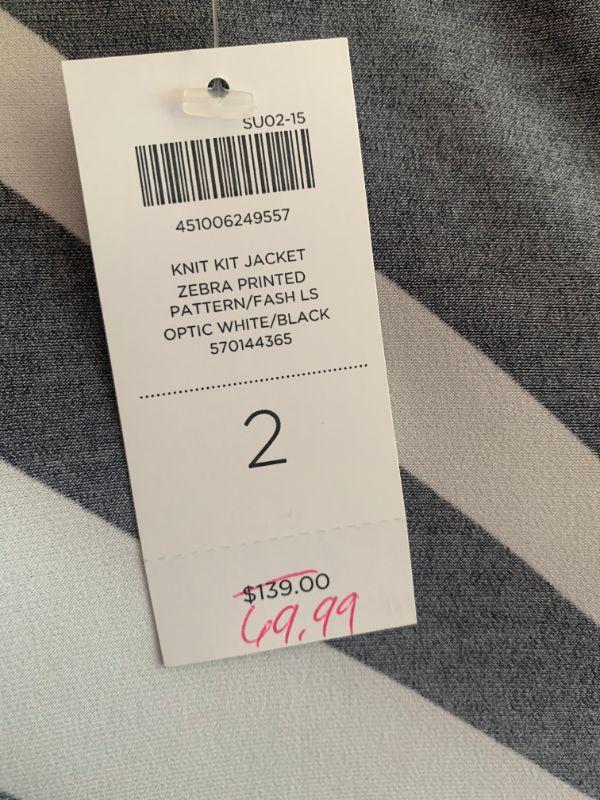 SU02-15
451006249557
KNIT KIT JACKET
ZEBRA PRINTED
PATTERN/FASH LS
OPTIC WHITE/BLACK
570144365
2
$139.00
69.99